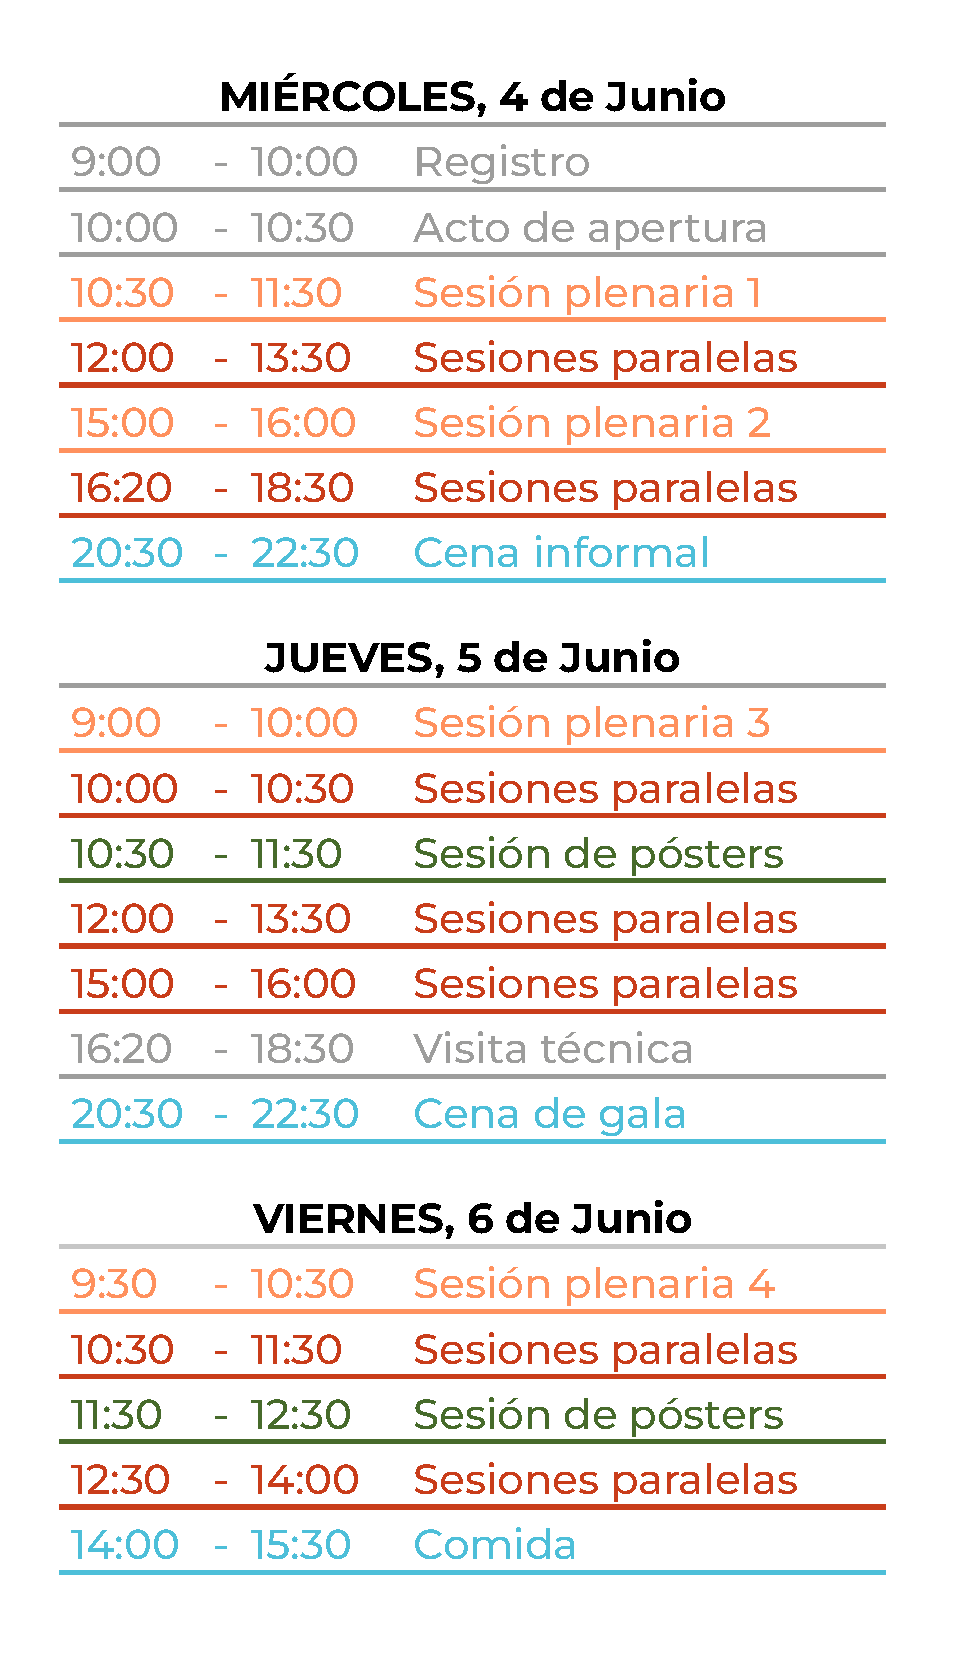 MIÉRCOLES, 4 de Junio
9:00 - 10:00 Registro
10:00 - 10:30 Acto de apertura
10:30 - 11:30 Sesión plenaria 1
12:00 - 13:30 Sesiones paralelas
15:00 - 16:00 Sesión plenaria 2
16:20 - 18:30 Sesiones paralelas
20:30 - 22:30 Cena informal
JUEVES, 5 de Junio
9:00 - 10:00 Sesión plenaria 3
10:00 - 10:30 Sesiones paralelas
10:30 - 11:30 Sesión de pósters
12:00 - 13:30 Sesiones paralelas
15:00 - 16:00 Sesiones paralelas
16:20 - 18:30 Visita técnica
20:30 - 22:30 Cena de gala
VIERNES, 6 de Junio
9:30 - 10:30 Sesión plenaria 4
10:30 - 11:30 Sesiones paralelas
11:30 - 12:30 Sesión de pósters
12:30 - 14:00 Sesiones paralelas
14:00 - 15:30 Comida